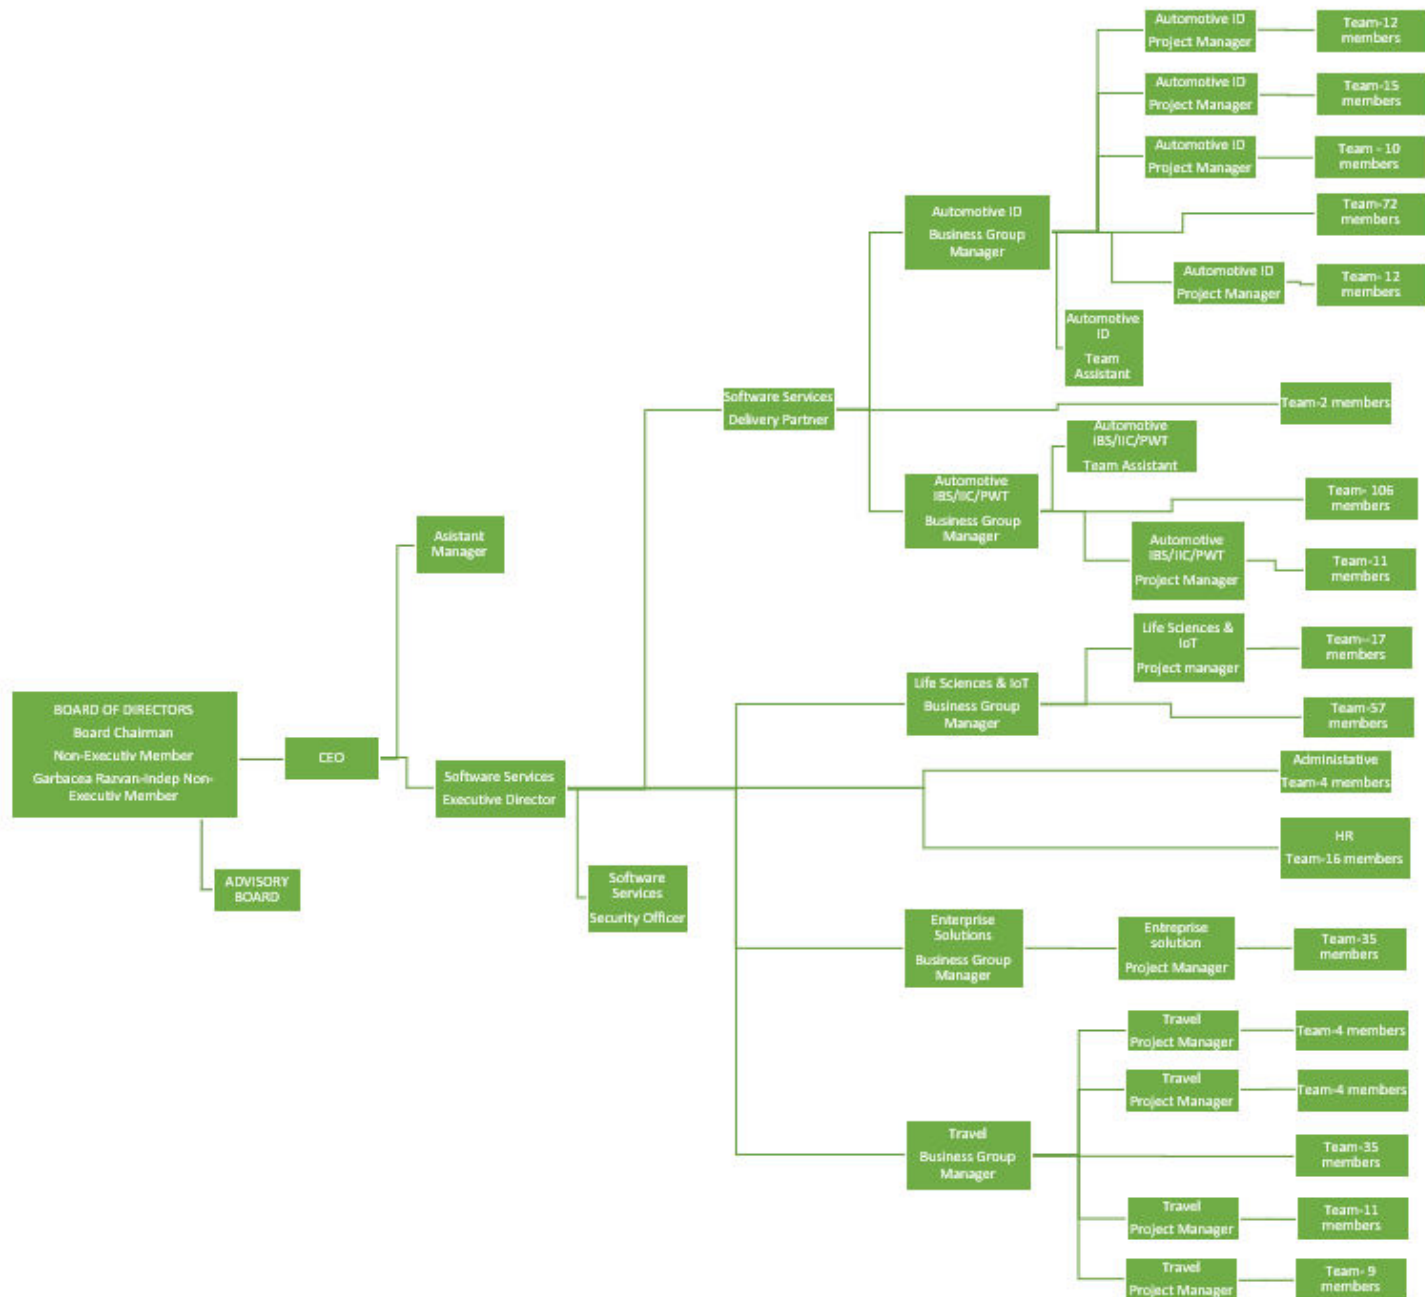 Automotive ID
Project Manager
Team-12
members
Automotive ID
Project Manager
Team-15
members
Automotive ID
Project Manager
Team - 10
members
Automotive ID
Business Group
Manager
Team-72
members
Automotive ID
Project Manager
Team- 12
members
Automotive
ID
Team
Assistant
Software Services
Delivery Partner
Team-2 members
Automotive
IBS/IIC/PWT
Team Assistant
Automotive
IBS/IIC/PWT
Business Group
Manager
Team- 106
members
Automotive
IBS/IIC/PWT
Project Manager
Team-11
members
Asistant
Manager
Life Sciences &
IoT
Project manager
Team--17
members
Life Sciences & IoT
Business Group
Manager
Team-57
members
BOARD OF DIRECTORS
Board Chairman
Non-Executiv Member
Garbacea Razvan-Indep Non-
Executiv Member
CEO
Software Services
Executive Director
Administative
Team-4 members
HR
Team-16 members
ADVISORY
BOARD
Software
Services
Security Officer
Enterprise
Solutions
Business Group
Manager
Entreprise
solution
Project Manager
Team-35
members
Travel
Project Manager
Team-4 members
Travel
Project Manager
Team-4 members
Travel
Business Group
Manager
Team-35
members
Travel
Project Manager
Team-11
members
Travel
Project Manager
Team- 9
members